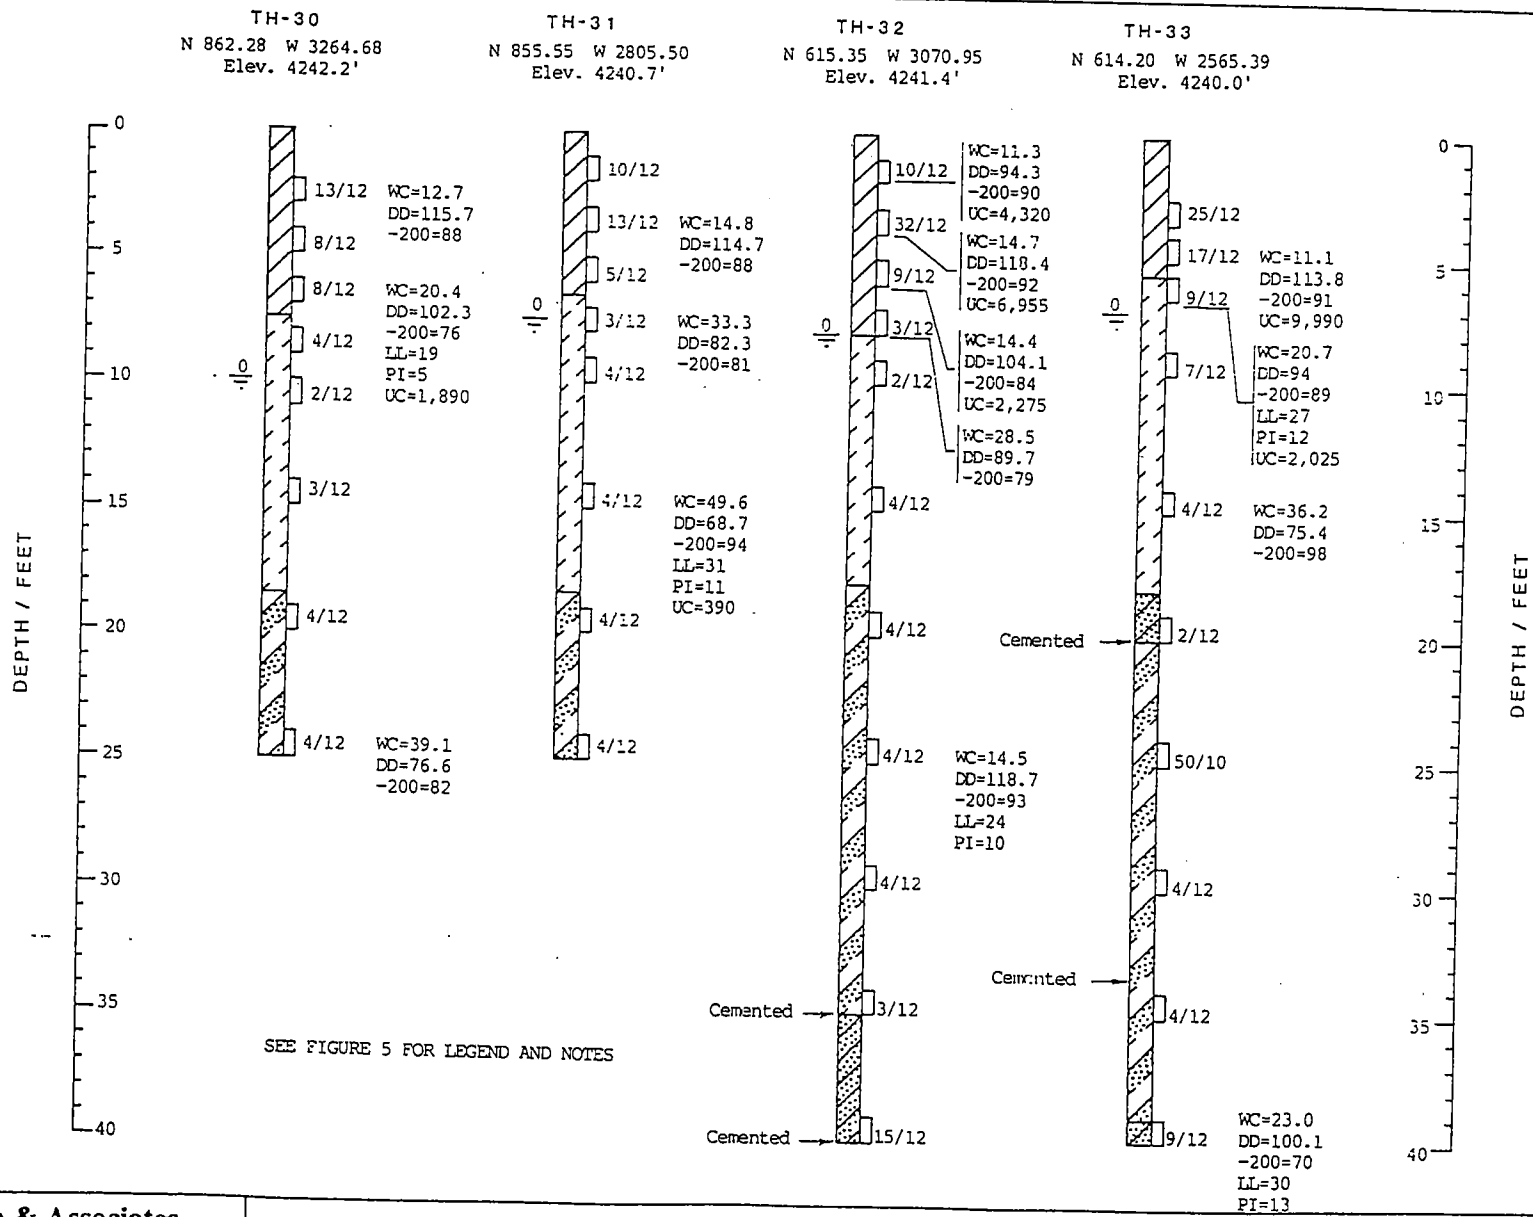 TH-30
N 862.28 W 3264.68
Elev. 4242.2'
TH-31
N 855.55 W 2805.50
Elev. 4240.7'
TH-32
N 615.35 W 3070.95
Elev. 4241.4'
TH-33
N 614.20 W 2565.39
Elev. 4240.0'
DEPTH / FEET
0
5
10
15
20
25
30
35
40
13/12
WC=12.7
DD=115.7
-200=88
8/12
8/12
WC=20.4
DD=102.3
-200=76
LL=19
PI=5
UC=1,890
4/12
0
2/12
3/12
4/12
4/12
WC=39.1
DD=76.6
-200=82
10/12
13/12
WC=14.8
DD=114.7
-200=88
5/12
0
3/12
WC=33.3
DD=82.3
-200=81
4/12
4/12
WC=49.6
DD=68.7
-200=94
LL=31
PI=11
UC=390
4/12
4/12
10/12
WC=11.3
DD=94.3
-200=90
UC=4,320
32/12
WC=14.7
DD=118.4
-200=92
UC=6,955
9/12
WC=14.4
DD=104.1
-200=84
UC=2,275
0
3/12
WC=28.5
DD=89.7
-200=79
2/12
4/12
4/12
4/12
WC=14.5
DD=118.7
-200=93
LL=24
PI=10
4/12
Cemented
3/12
Cemented
15/12
25/12
17/12
WC=11.1
DD=113.8
-200=91
UC=9,990
0
9/12
WC=20.7
DD=94
-200=89
LL=27
PI=12
UC=2,025
7/12
4/12
WC=36.2
DD=75.4
-200=98
Cemented
2/12
50/10
4/12
Cemented
4/12
9/12
WC=23.0
DD=100.1
-200=70
LL=30
PI=13
0
5
10
15
20
25
30
35
40
DEPTH / FEET
SEE FIGURE 5 FOR LEGEND AND NOTES
& Associates